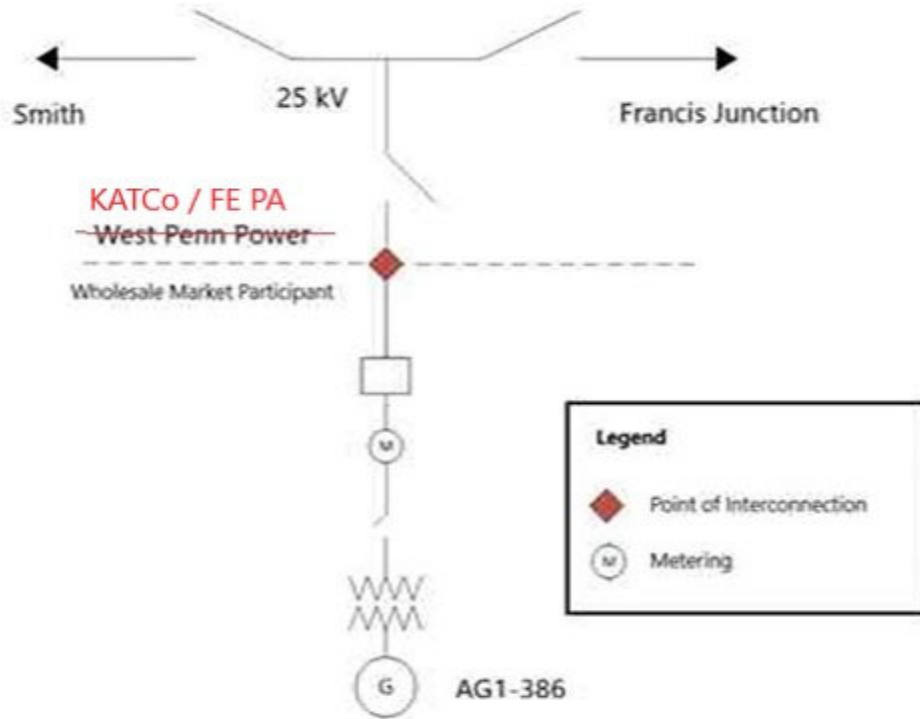 25 kV
Smith
Francis Junction
KATCo / FE PA
West Penn Power
Wholesale Market Participant
M
Legend
Point of Interconnection
M Metering
G
AG1-386